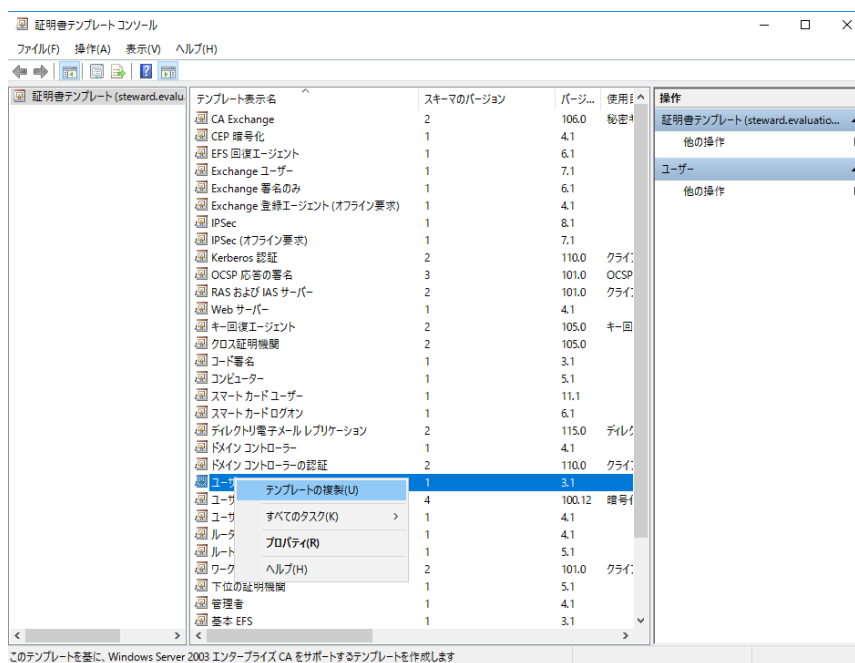 証明書テンプレート コンソール
ファイル(F) 操作(A) 表示(V) ヘルプ(H)
証明書テンプレート (steward.evalu
テンプレート表示名 スキーマのバージョン バージ... 使用目
CA Exchange 2 106.0 秘密キ
CEP 暗号化 1 4.1
EFS 回復エージェント 1 6.1
Exchange ユーザー 1 7.1
Exchange 署名のみ 1 6.1
Exchange 登録エージェント (オフライン要求) 1 4.1
IPSec 1 8.1
IPSec (オフライン要求) 1 7.1
Kerberos 認証 2 110.0 クライ
OCSP 応答の署名 3 101.0 OCSP
RAS および IAS サーバー 2 101.0 クライ
Web サーバー 1 4.1
キー回復エージェント 2 105.0 キー回
クロス証明機関 2 105.0
コード署名 1 3.1
コンピューター 1 5.1
スマート カード ユーザー 1 11.1
スマート カード ログオン 1 6.1
ディレクトリ電子メール レプリケーション 2 115.0 ディレク
ドメイン コントローラー 1 4.1
ドメイン コントローラーの認証 2 110.0 クライ
ユーザ 1 3.1
ユーザ 4 100.12 暗号化
ユーザ 1 4.1
ルータ 1 4.1
ルート 1 5.1
ワーク 2 101.0 クライ
下位の証明機関 1 5.1
管理者 1 4.1
基本 EFS 1 3.1
テンプレートの複製(U)
すべてのタスク(K)
プロパティ(R)
ヘルプ(H)
操作
証明書テンプレート (steward.evaluatio...
他の操作
ユーザー
他の操作
このテンプレートを基に、Windows Server 2003 エンタープライズ CA をサポートするテンプレートを作成します